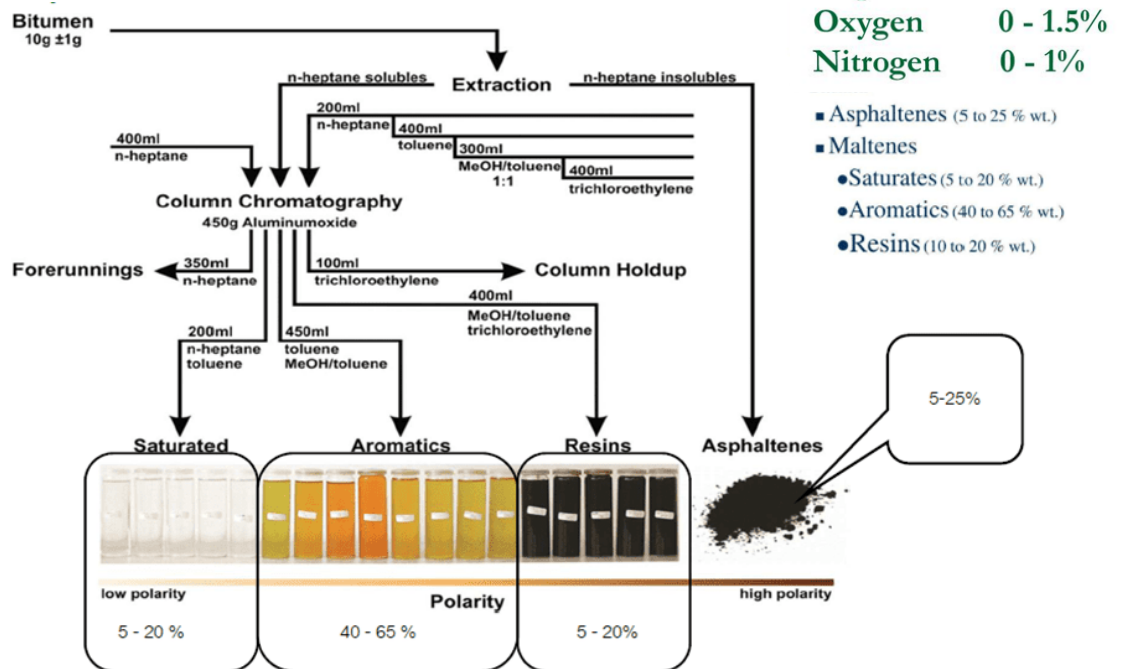 Bitumen
10g ±1g
Oxygen 0 - 1.5%
Nitrogen 0 - 1%
n-heptane solubles
Extraction
n-heptane insolubles
200ml
n-heptane
400ml
toluene
300ml
MeOH/toluene
1:1
400ml
trichloroethylene
400ml
n-heptane
▪ Asphaltenes (5 to 25 % wt.)
▪ Maltenes
●Saturates (5 to 20 % wt.)
●Aromatics (40 to 65 % wt.)
●Resins (10 to 20 % wt.)
Column Chromatography
450g Aluminumoxide
Forerunnings
350ml
n-heptane
100ml
trichloroethylene
Column Holdup
400ml
MeOH/toluene
trichloroethylene
200ml
n-heptane
toluene
450ml
toluene
MeOH/toluene
5-25%
Saturated
Aromatics
Resins
Asphaltenes
low polarity
Polarity
high polarity
5 - 20 %
40 - 65 %
5 - 20%